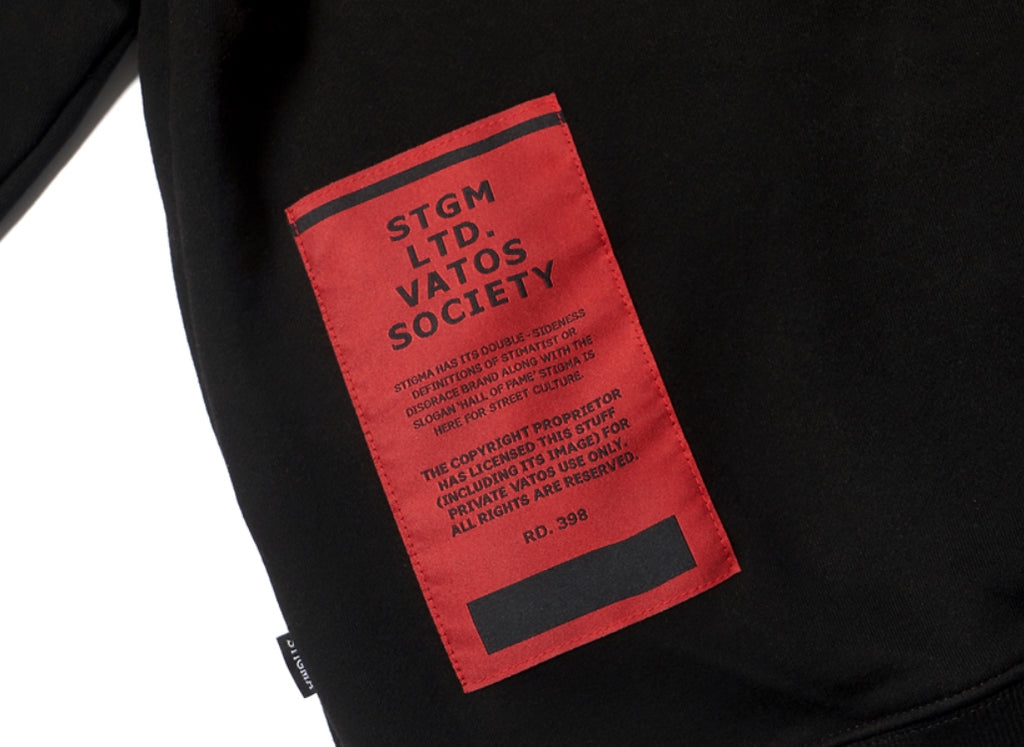 STGM
LTD.
VATOS
SOCIETY
STIGMA HAS ITS DOUBLE-SIDENESS
DEFINITIONS OF STIMATIST OR
DISGRACE BRAND ALONG WITH THE
SLOGAN 'HALL OF FAME' STIGMA IS
HERE FOR STREET CULTURE.
THE COPYRIGHT PROPRIETOR
HAS LICENSED THIS STUFF
(INCLUDING ITS IMAGE) FOR
PRIVATE VATOS USE ONLY.
ALL RIGHTS ARE RESERVED.
RD. 398
STIGMA